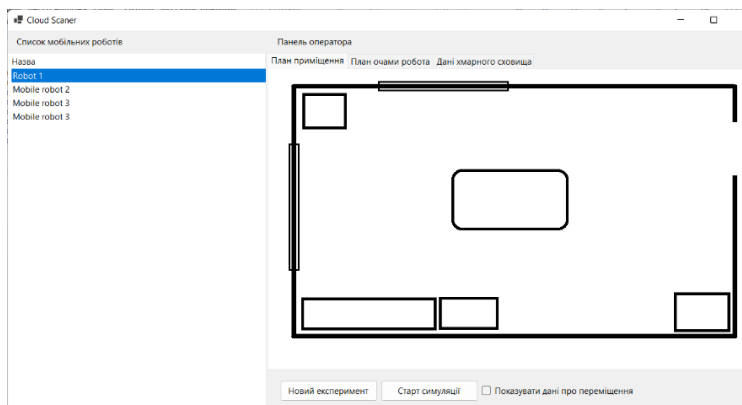 Cloud Scaner
Список мобільних роботів
Назва
Robot 1
Mobile robot 2
Mobile robot 3
Mobile robot 3
Панель оператора
План приміщення План очами робота Дані хмарного сховища
Новий експеримент Старт симуляції Показувати дані про переміщення